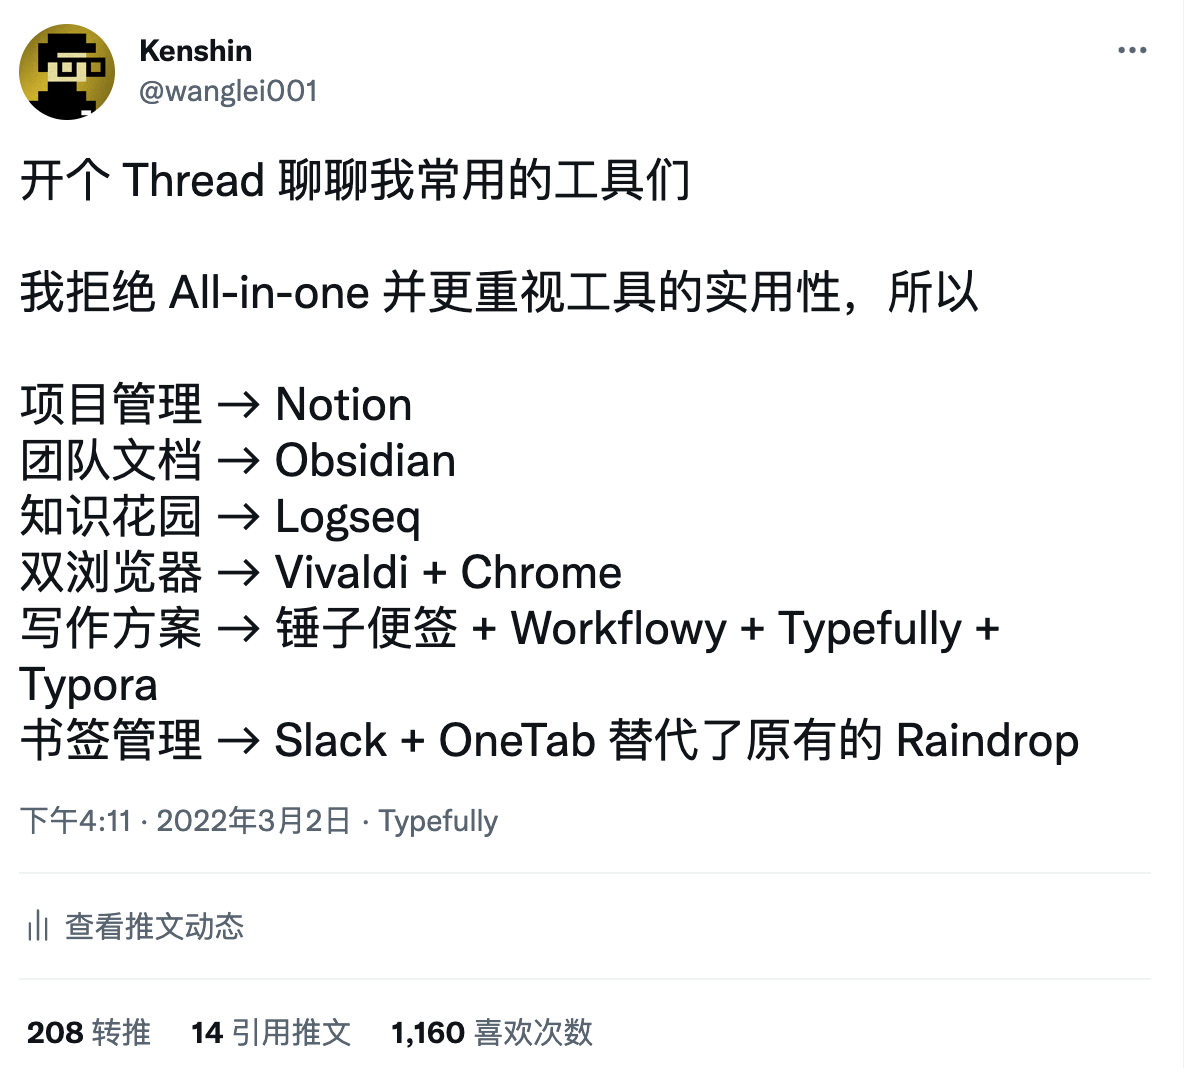 Kenshin
@wanglei001
开个 Thread 聊聊我常用的工具们
我拒绝 All-in-one 并更重视工具的实用性，所以
项目管理 → Notion
团队文档 → Obsidian
知识花园 → Logseq
双浏览器 → Vivaldi + Chrome
写作方案 → 锤子便签 + Workflowy + Typefully +
Typora
书签管理 → Slack + OneTab 替代了原有的 Raindrop
下午4:11 · 2022年3月2日 · Typefully
查看推文动态
208 转推 14 引用推文 1,160 喜欢次数